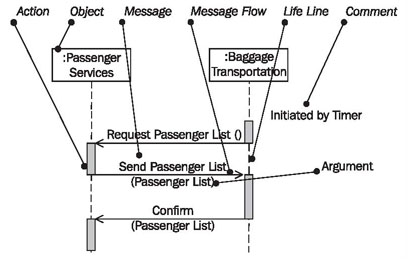 Action Object Message Message Flow Life Line Comment
:Passenger
Services
:Baggage
Transportation
Initiated by Timer
Request Passenger List ()
Send Passenger List
(Passenger List)
Argument
Confirm
(Passenger List)